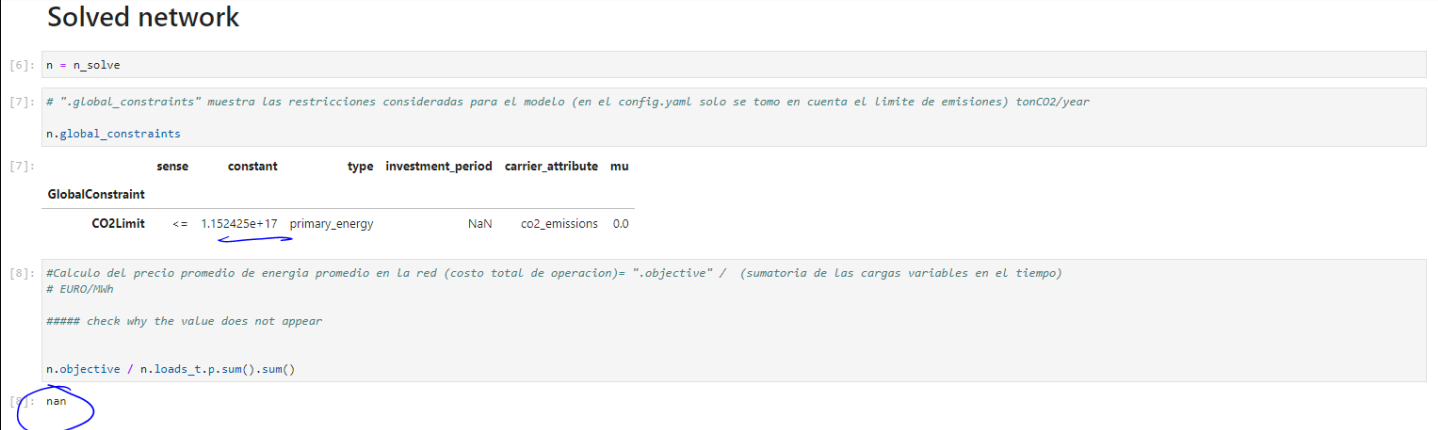 Solved network
[6]: n = n_solve
[7]: # ".global_constraints" muestra las restricciones consideradas para el modelo (en el config.yaml solo se tomo en cuenta el limite de emisiones) tonCO2/year
n.global_constraints
[7]: sense constant type investment_period carrier_attribute mu
GlobalConstraint
CO2Limit <= 1.152425e+17 primary_energy NaN co2_emissions 0.0
[8]: #Calculo del precio promedio de energia promedio en la red (costo total de operacion)= ".objective" / (sumatoria de las cargas variables en el tiempo)
# EURO/MWh
##### check why the value does not appear
n.objective / n.loads_t.p.sum().sum()
[8]: nan